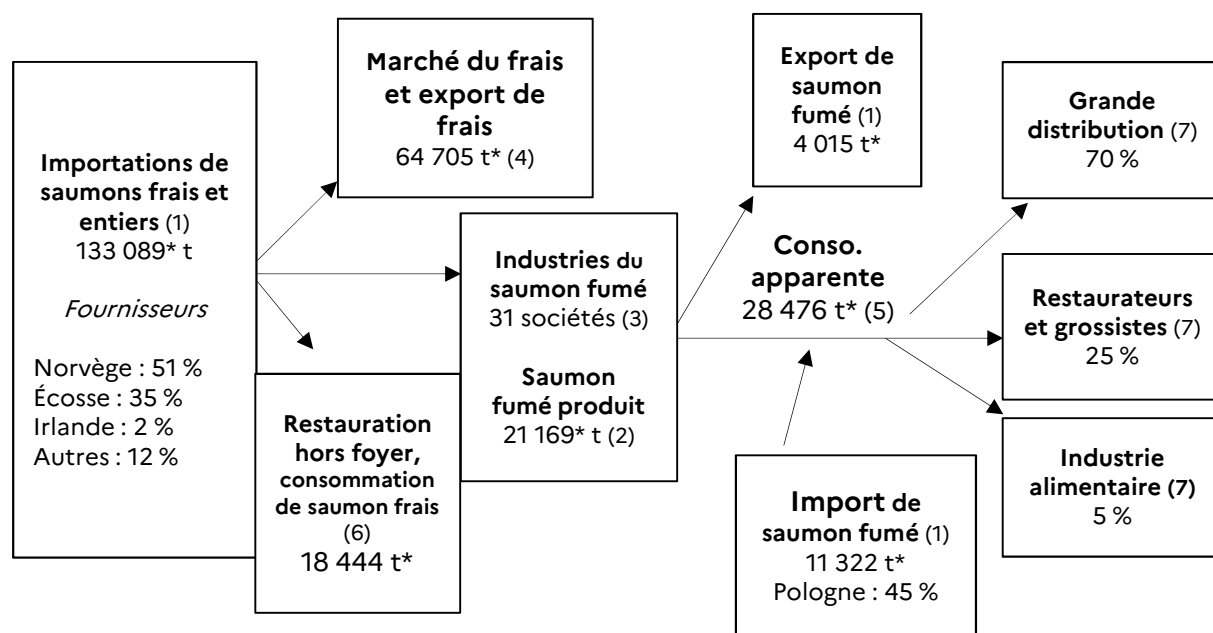 Importations de
saumons frais et
entiers (1)
133 089* t
Fournisseurs
Norvège : 51 %
Écosse : 35 %
Irlande : 2 %
Autres : 12 %
Marché du frais
et export de
frais
64 705 t* (4)
Restauration
hors foyer,
consommation
de saumon frais
(6)
18 444 t*
Industries du
saumon fumé
31 sociétés (3)
Saumon
fumé produit
21 169* t (2)
Export de
saumon
fumé (1)
4 015 t*
Conso.
apparente
28 476 t* (5)
Import de
saumon fumé (1)
11 322 t*
Pologne : 45 %
Grande
distribution (7)
70 %
Restaurateurs
et grossistes (7)
25 %
Industrie
alimentaire (7)
5 %